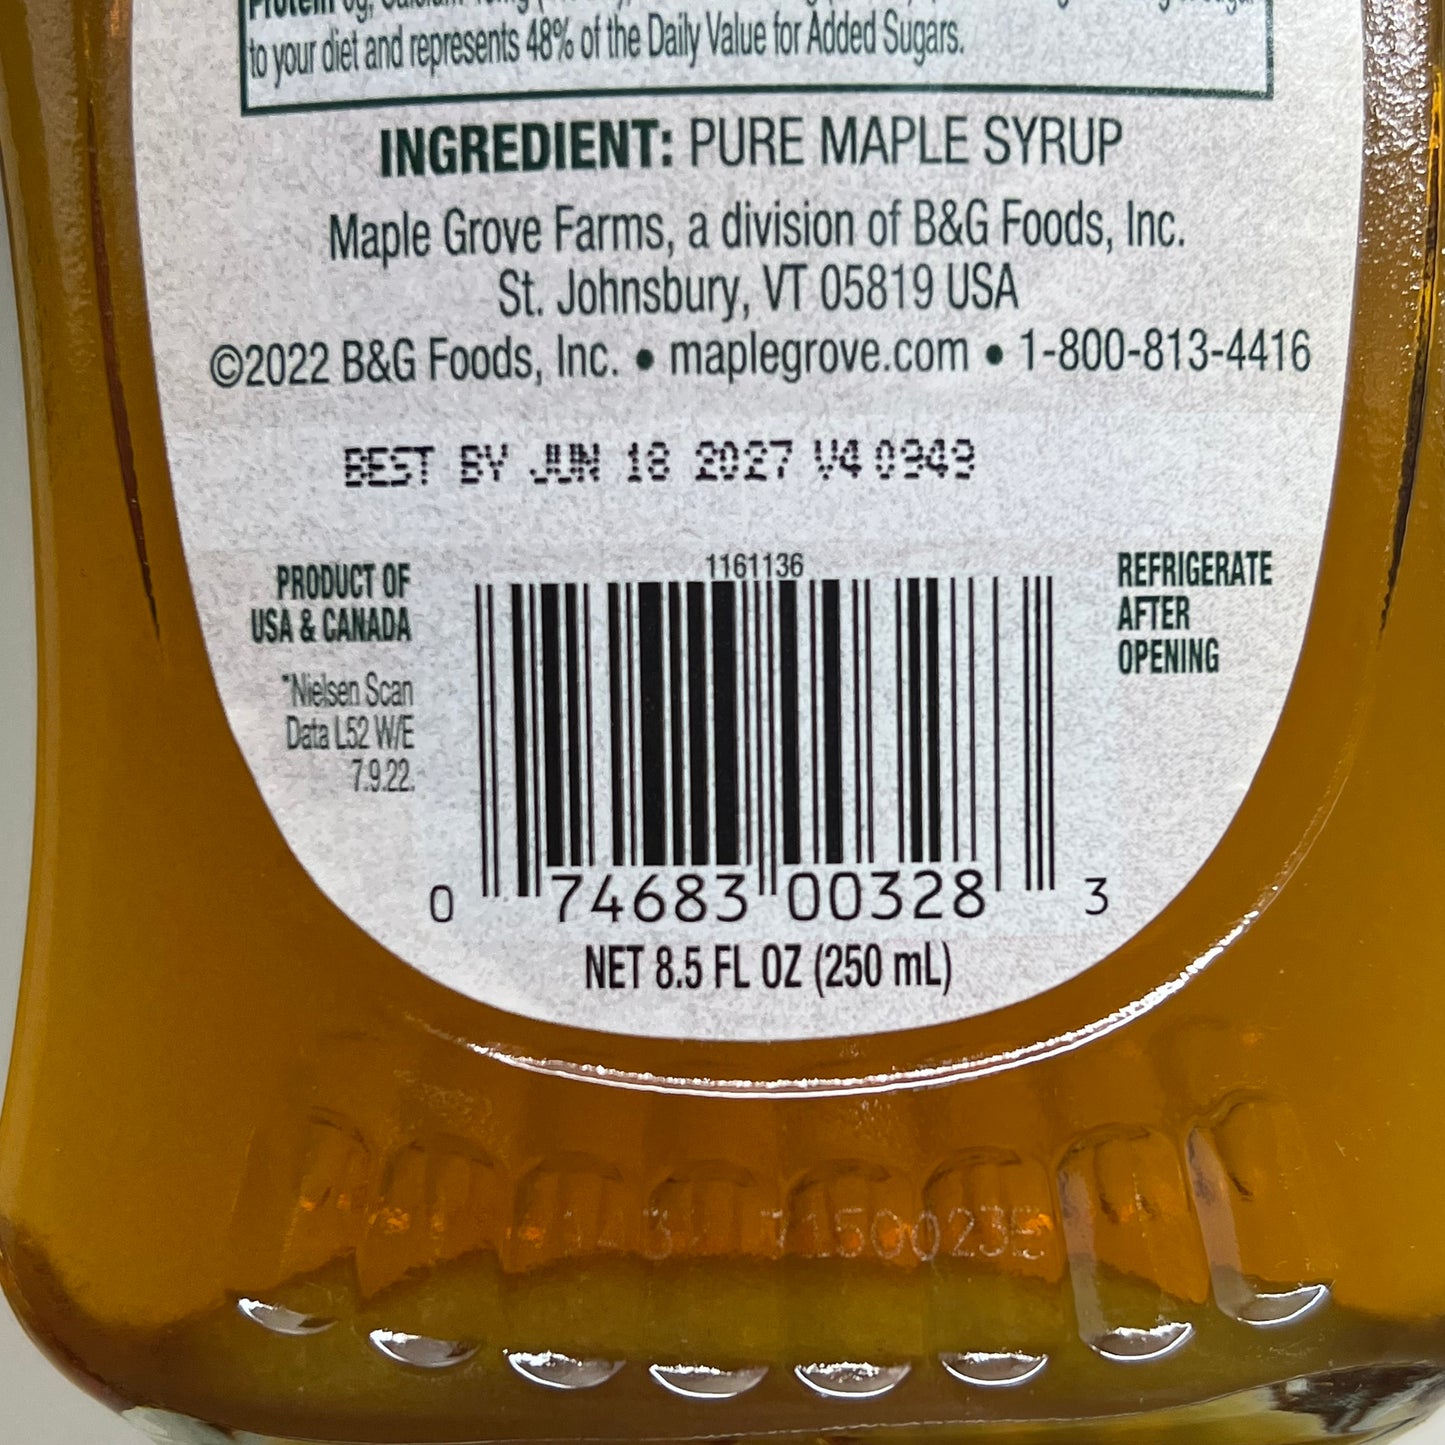 to your diet and represents 48% of the Daily Value for Added Sugars.
INGREDIENT: PURE MAPLE SYRUP
Maple Grove Farms, a division of B&G Foods, Inc.
St. Johnsbury, VT 05819 USA
©2022 B&G Foods, Inc. • maplegrove.com • 1-800-813-4416
BEST BY JUN 18 2027 V4 0949
PRODUCT OF
USA & CANADA
*Nielsen Scan
Data L52 W/E
7.9.22.
1161136
REFRIGERATE
AFTER
OPENING
0 74683 00328 3
NET 8.5 FL OZ (250 mL)